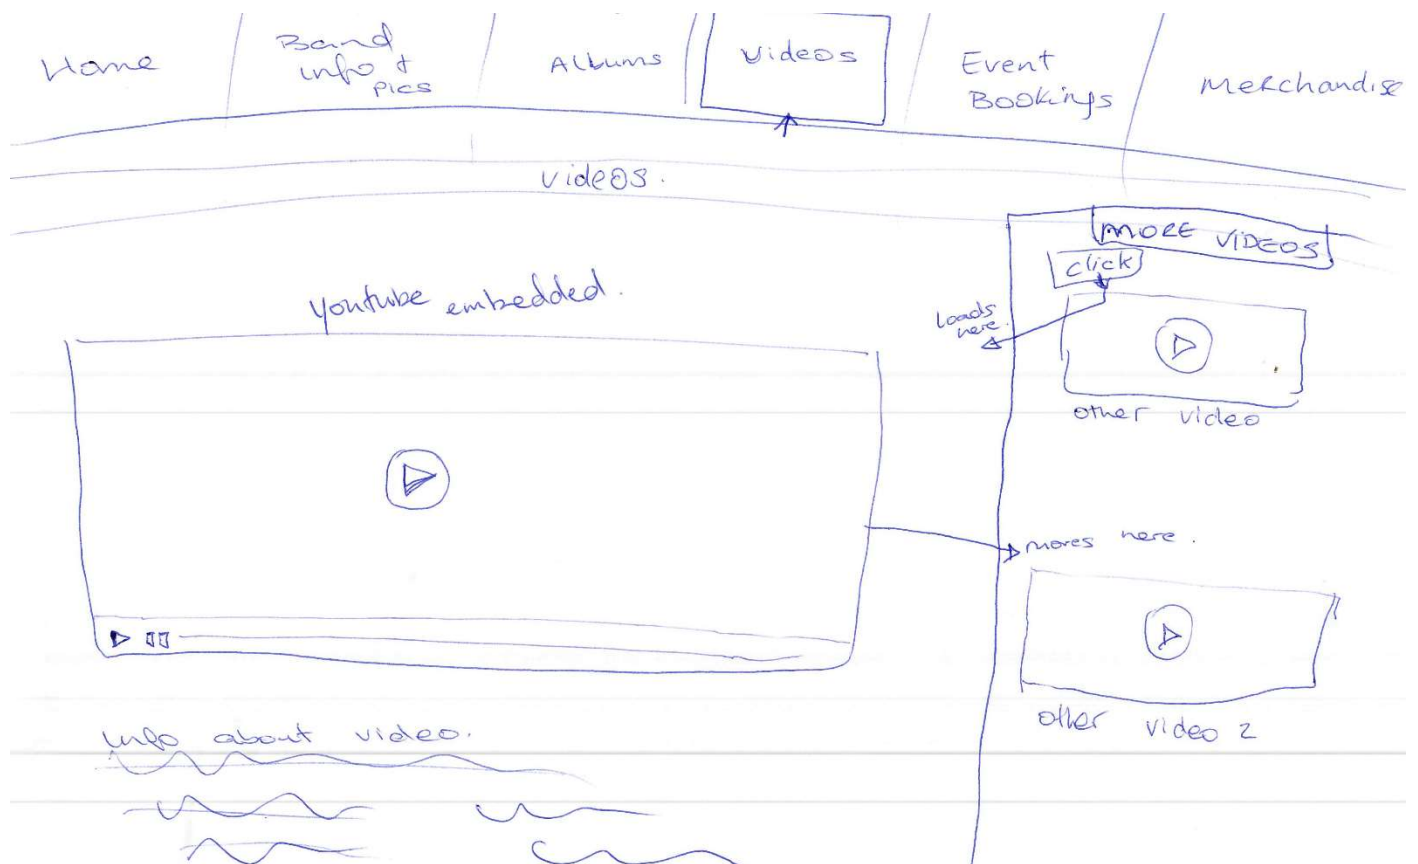 Home
Band
info +
pics
Albums
Videos
Event
Bookings
Merchandise
videos.
MORE VIDEOS
click
youtube embedded.
Loads
here.
other video
moves here.
other video 2
info about video.